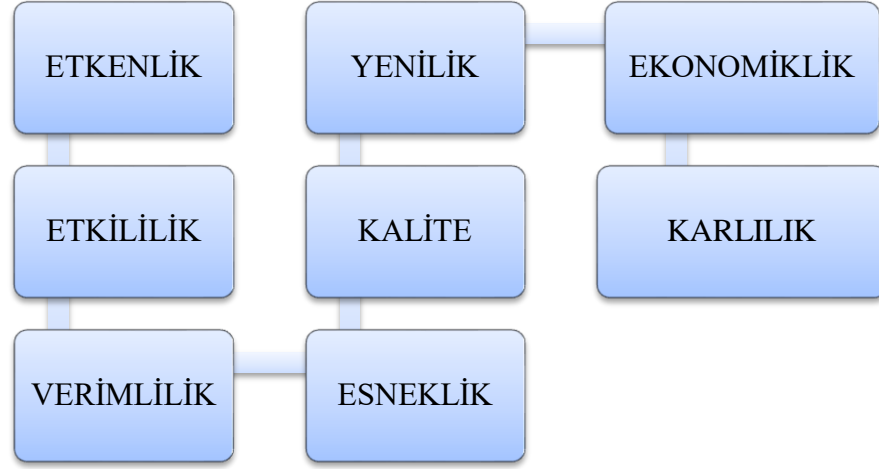 ETKENLİK
ETKİLİLİK
VERİMLİLİK
ESNEKLİK
KALİTE
YENİLİK
EKONOMİKLİK
KARLILIK